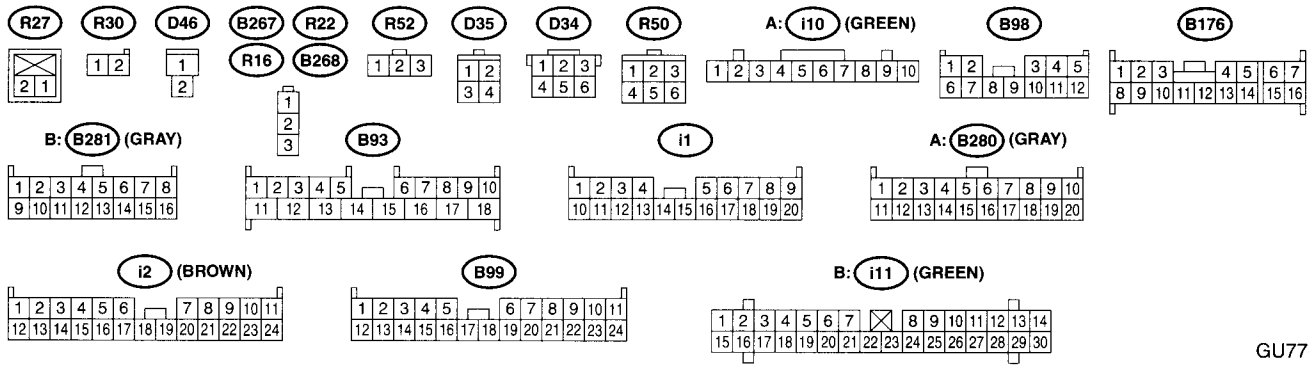 R27 R30 D46 B267 R22 R52 D35 D34 R50 A: i10 (GREEN) B98 B176
R16 B268
1 2
1
1 2 3
1 2
1 2 3
1 2 3
1 2 3 4 5 6 7 8 9 10
1 2 3 4 5
1 2 3 4 5 6 7
2 1
2
3 4
4 5 6
4 5 6
6 7 8 9 10 11 12
8 9 10 11 12 13 14 15 16
1
2
3
B: B281 (GRAY) B93 i1 A: B280 (GRAY)
1 2 3 4 5 6 7 8
1 2 3 4 5 6 7 8 9 10
1 2 3 4 5 6 7 8 9
1 2 3 4 5 6 7 8 9 10
9 10 11 12 13 14 15 16
11 12 13 14 15 16 17 18
10 11 12 13 14 15 16 17 18 19 20
11 12 13 14 15 16 17 18 19 20
i2 (BROWN) B99 B: i11 (GREEN)
1 2 3 4 5 6 7 8 9 10 11
1 2 3 4 5 6 7 8 9 10 11
1 2 3 4 5 6 7 8 9 10 11 12 13 14
12 13 14 15 16 17 18 19 20 21 22 23 24
12 13 14 15 16 17 18 19 20 21 22 23 24
15 16 17 18 19 20 21 22 23 24 25 26 27 28 29 30
GU77